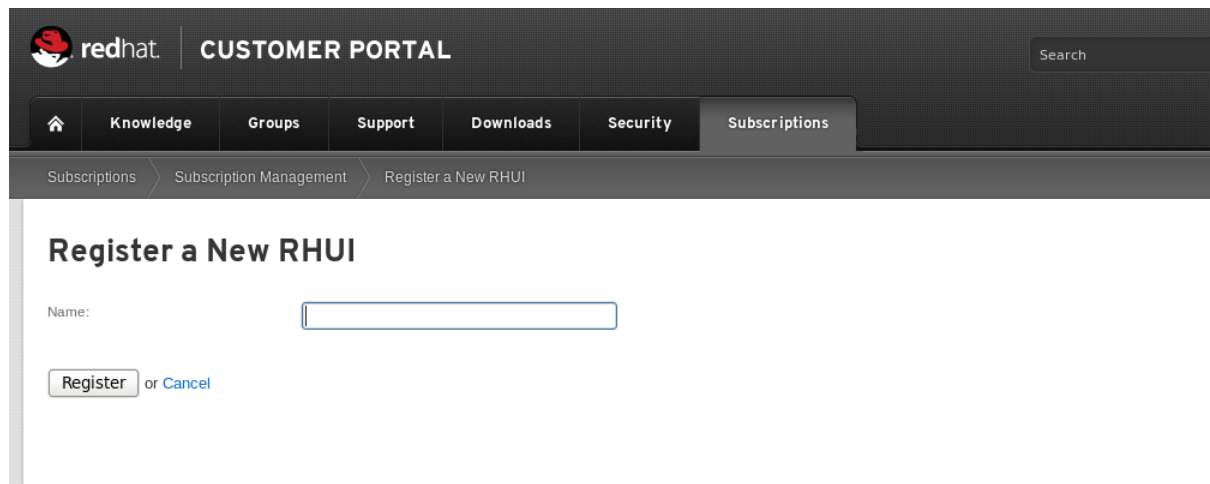 redhat. CUSTOMER PORTAL
Search
Knowledge Groups Support Downloads Security Subscriptions
Subscriptions Subscription Management Register a New RHUI
Register a New RHUI
Name:
Register or Cancel